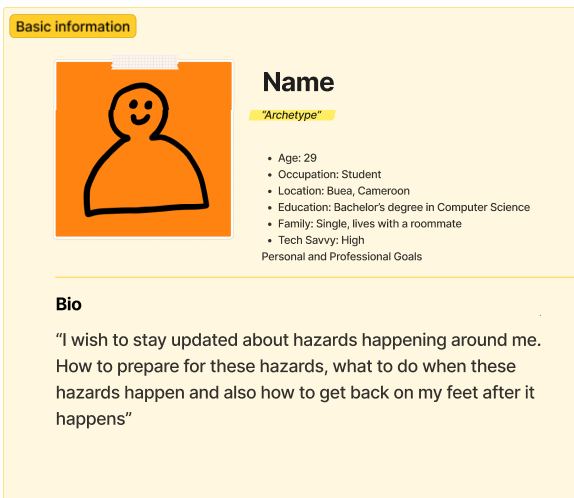 Basic information
Name
“Archetype”
• Age: 29
• Occupation: Student
• Location: Buea, Cameroon
• Education: Bachelor’s degree in Computer Science
• Family: Single, lives with a roommate
• Tech Savvy: High
Personal and Professional Goals
Bio
“I wish to stay updated about hazards happening around me.
How to prepare for these hazards, what to do when these
hazards happen and also how to get back on my feet after it
happens”